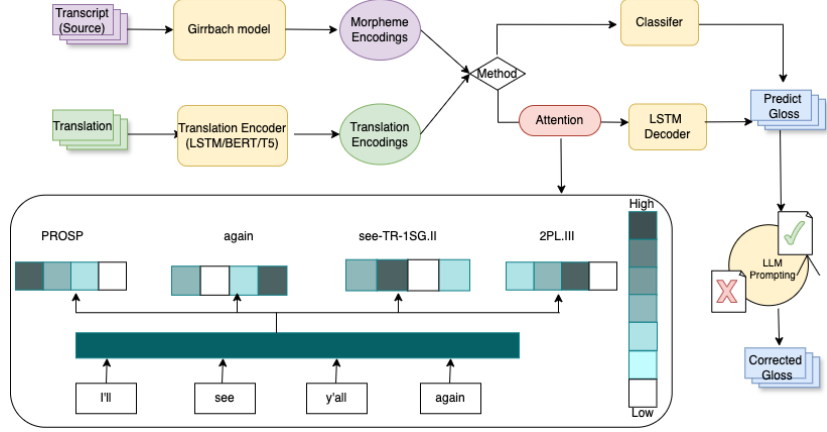 Transcript
(Source)
Girrbach model
Morpheme
Encodings
Method
Classifer
Translation
Translation Encoder
(LSTM/BERT/T5)
Translation
Encodings
Attention
LSTM
Decoder
Predict
Gloss
PROSP
again
see-TR-1SG.II
2PL.III
High
Low
I'll
see
y'all
again
LLM
Prompting
Corrected
Gloss